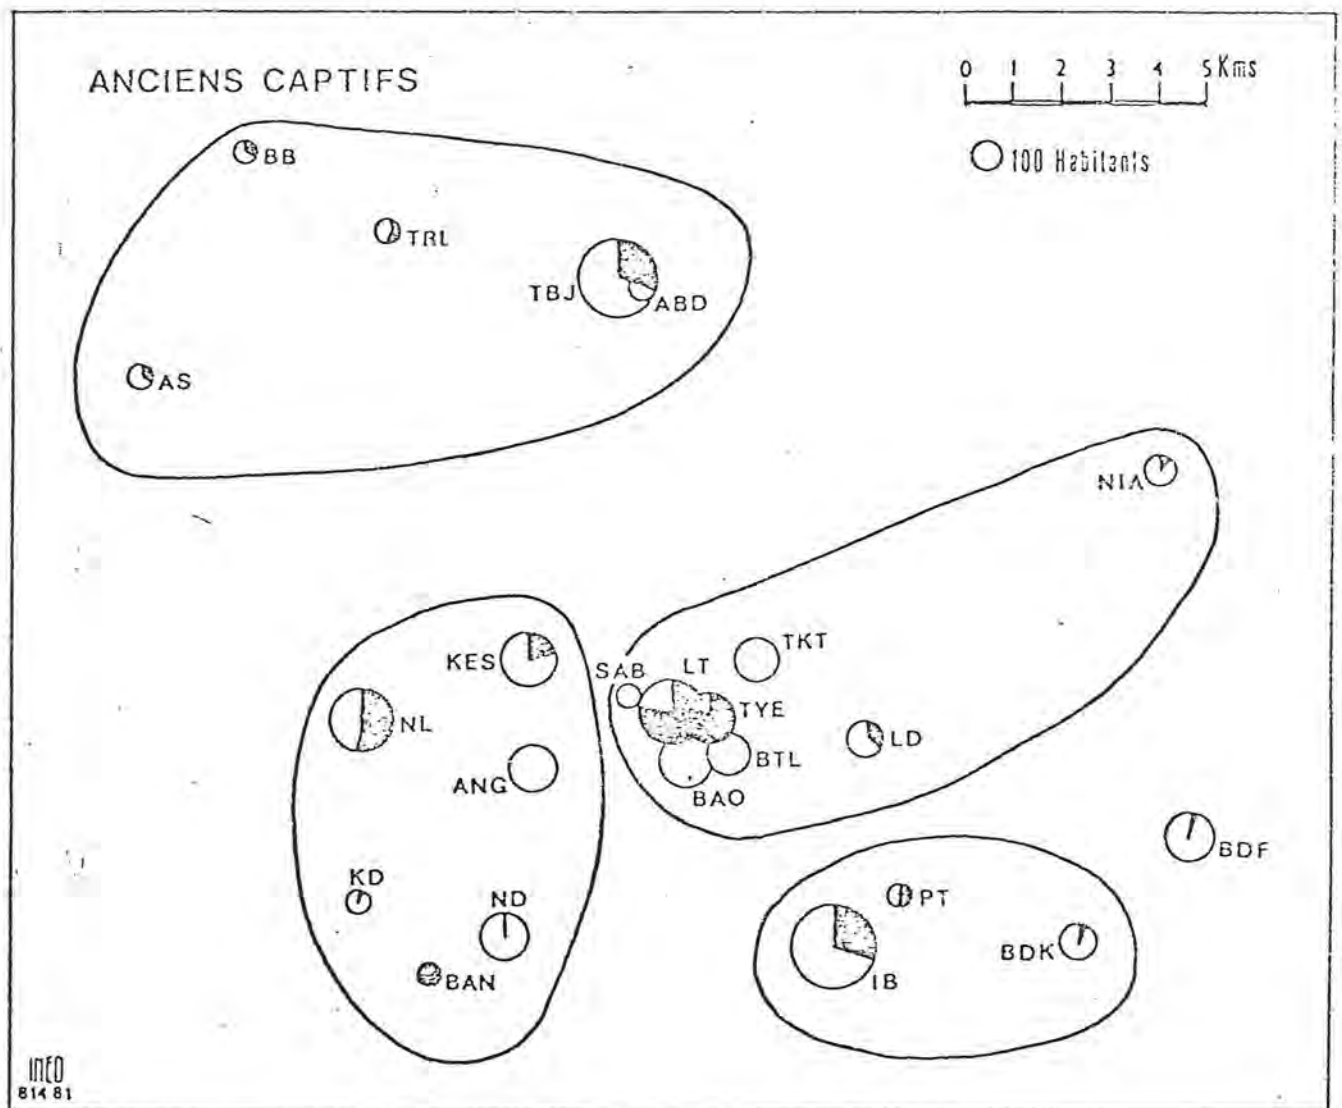 ANCIENS CAPTIFS
0 1 2 3 4 5 Kms
100 Habitants
BB
TRL
TBJ
ABD
AS
NIA
KES
SAB
LT
TKT
NL
TYE
LD
ANG
BTL
BAO
BDF
KD
ND
PT
BAN
IB
BDK
INED
814 81